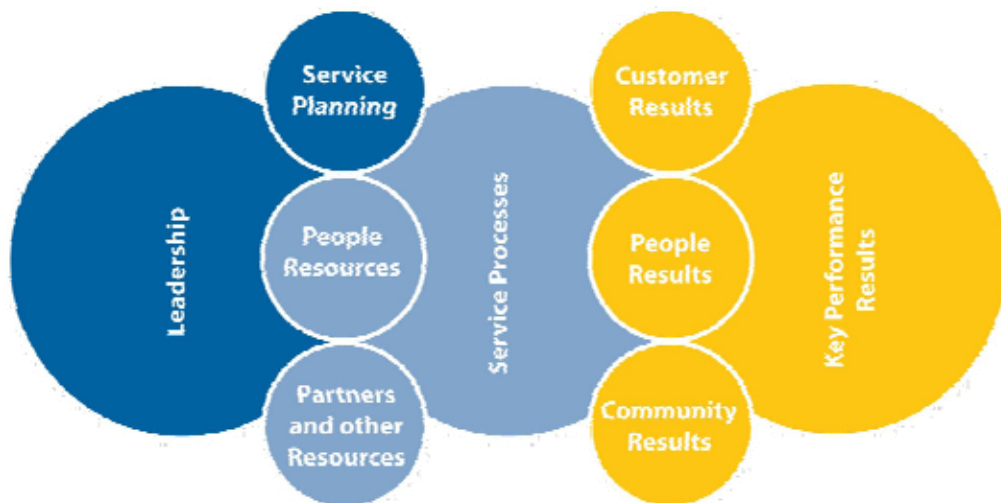 Leadership
Service
Planning
People
Resources
Partners
and other
Resources
Service Processes
Customer
Results
People
Results
Community
Results
Key Performance
Results